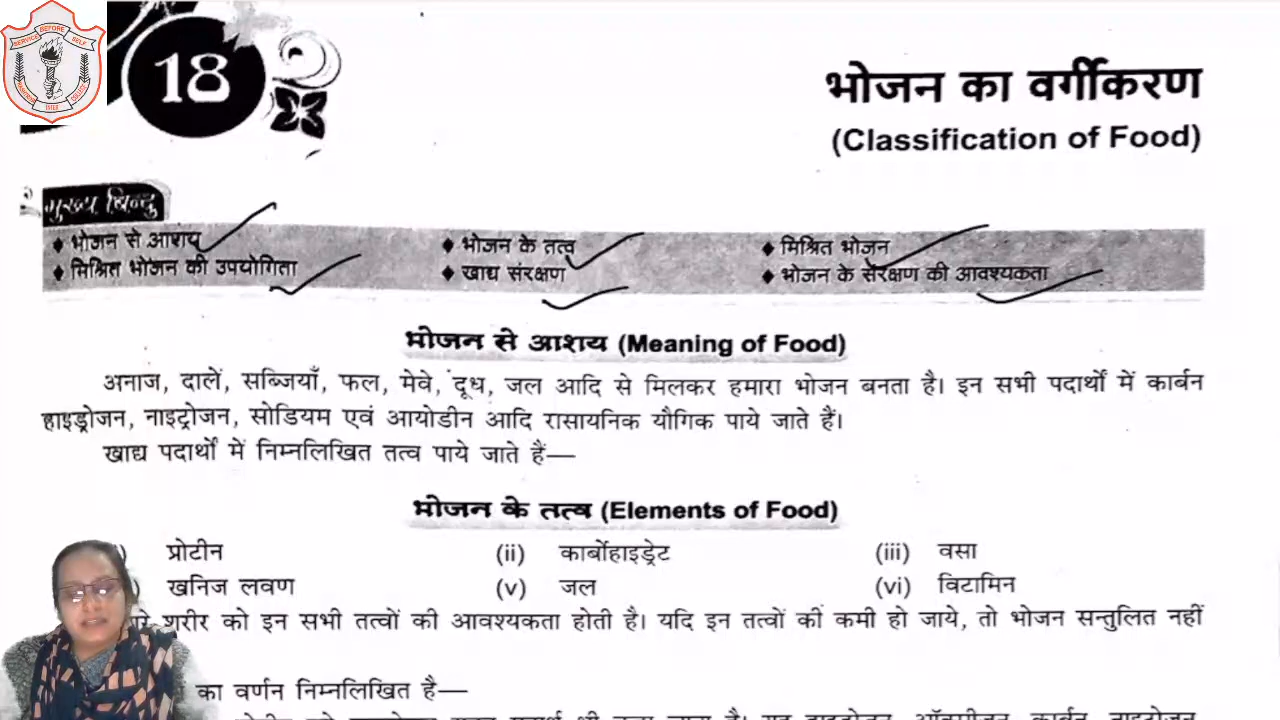 SERVICE BEFORE SELF
18
भोजन का वर्गीकरण
(Classification of Food)
मुख्य बिन्दु
♦ भोजन से आशय ♦ भोजन के तत्व ♦ मिश्रित भोजन
♦ मिश्रित भोजन की उपयोगिता ♦ खाद्य संरक्षण ♦ भोजन के संरक्षण की आवश्यकता
भोजन से आशय (Meaning of Food)
अनाज, दालें, सब्जियाँ, फल, मेवे, दूध, जल आदि से मिलकर हमारा भोजन बनता है। इन सभी पदार्थों में कार्बन
हाइड्रोजन, नाइट्रोजन, सोडियम एवं आयोडीन आदि रासायनिक यौगिक पाये जाते हैं।
खाद्य पदार्थों में निम्नलिखित तत्व पाये जाते हैं—
भोजन के तत्व (Elements of Food)
प्रोटीन (ii) कार्बोहाइड्रेट (iii) वसा
खनिज लवण (v) जल (vi) विटामिन
शरीर को इन सभी तत्वों की आवश्यकता होती है। यदि इन तत्वों की कमी हो जाये, तो भोजन सन्तुलित नहीं
का वर्णन निम्नलिखित है—